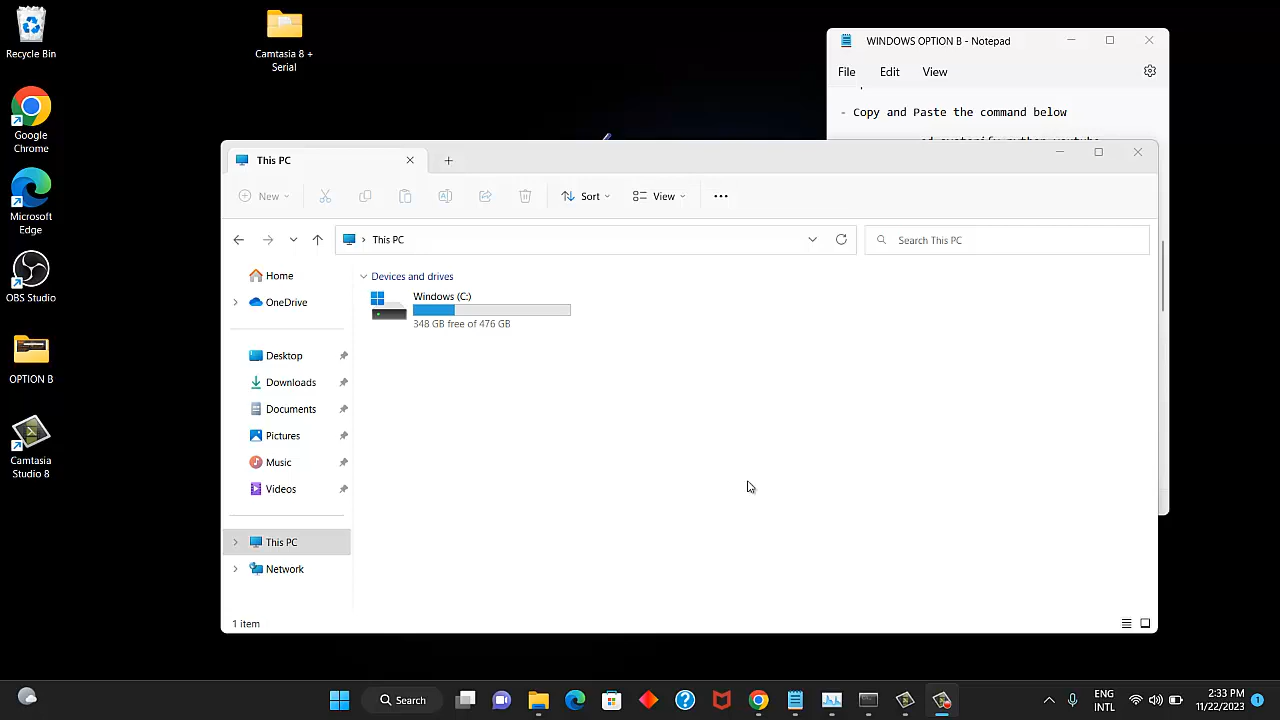 Recycle Bin
Google
Chrome
Microsoft
Edge
OBS Studio
OPTION B
Camtasia
Studio 8
Camtasia 8 +
Serial
WINDOWS OPTION B - Notepad
File Edit View
- Copy and Paste the command below
This PC
New Sort View
This PC
Search This PC
Home
OneDrive
Desktop
Downloads
Documents
Pictures
Music
Videos
This PC
Network
Devices and drives
Windows (C:)
348 GB free of 476 GB
1 item
Search
ENG
INTL
2:33 PM
11/22/2023
1